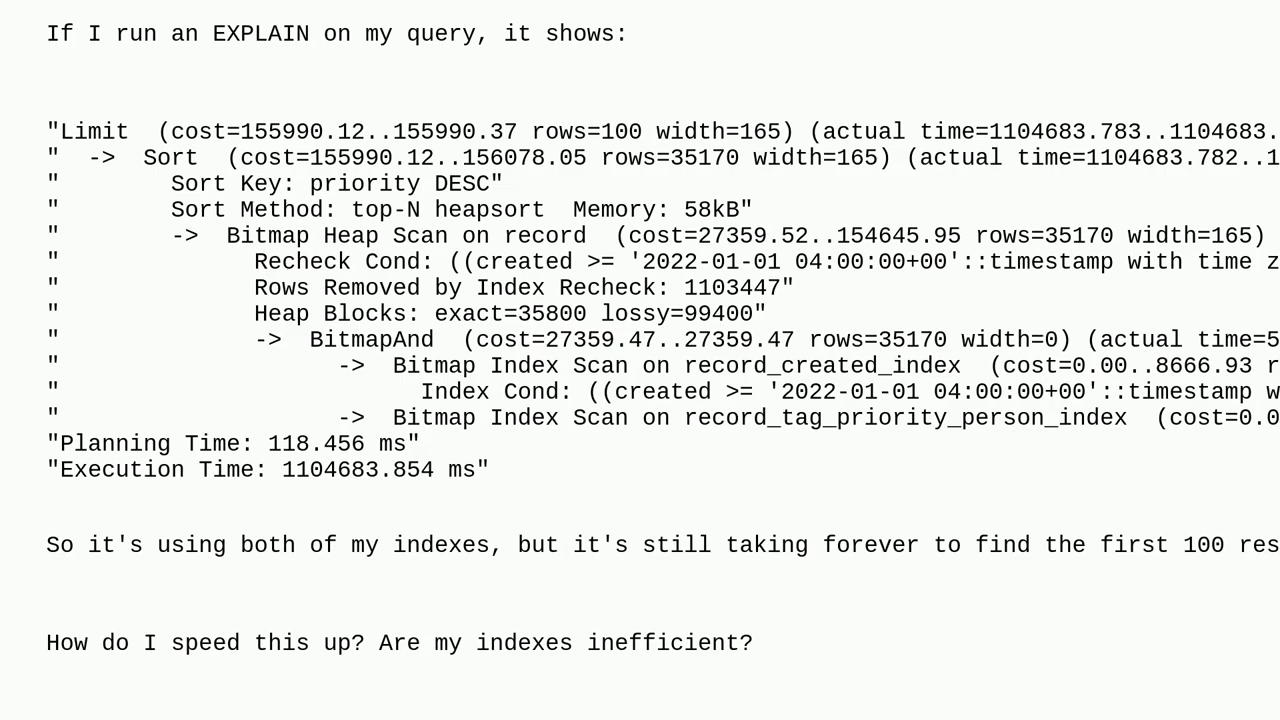 If I run an EXPLAIN on my query, it shows:
"Limit  (cost=155990.12..155990.37 rows=100 width=165) (actual time=1104683.783..1104683.
"  ->  Sort  (cost=155990.12..156078.05 rows=35170 width=165) (actual time=1104683.782..1
"        Sort Key: priority DESC"
"        Sort Method: top-N heapsort  Memory: 58kB"
"        ->  Bitmap Heap Scan on record  (cost=27359.52..154645.95 rows=35170 width=165)
"              Recheck Cond: ((created >= '2022-01-01 04:00:00+00'::timestamp with time z
"              Rows Removed by Index Recheck: 1103447"
"              Heap Blocks: exact=35800 lossy=99400"
"              ->  BitmapAnd  (cost=27359.47..27359.47 rows=35170 width=0) (actual time=5
"                    ->  Bitmap Index Scan on record_created_index  (cost=0.00..8666.93 r
"                          Index Cond: ((created >= '2022-01-01 04:00:00+00'::timestamp w
"                    ->  Bitmap Index Scan on record_tag_priority_person_index  (cost=0.0
"Planning Time: 118.456 ms"
"Execution Time: 1104683.854 ms"
So it's using both of my indexes, but it's still taking forever to find the first 100 res
How do I speed this up? Are my indexes inefficient?